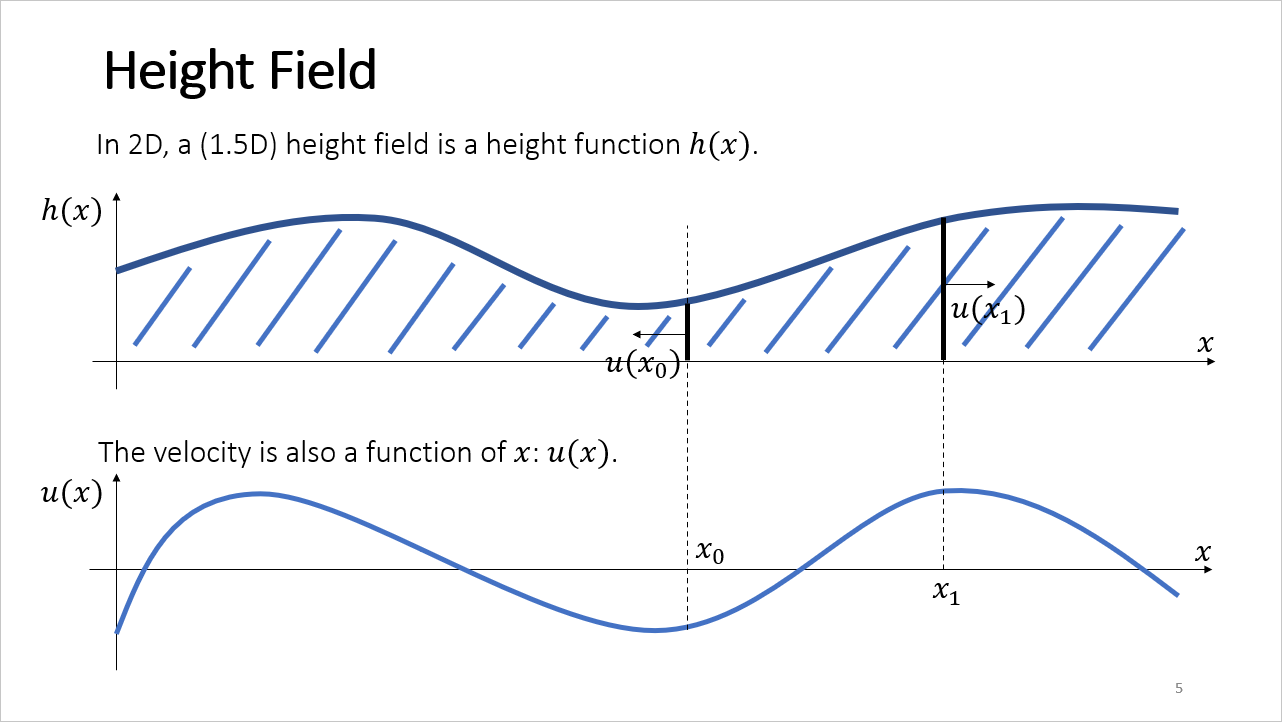 Height Field
In 2D, a (1.5D) height field is a height function h(x).
h(x)
u(x₁)
x
u(x₀)
The velocity is also a function of x: u(x).
u(x)
x₀
x
x₁
5